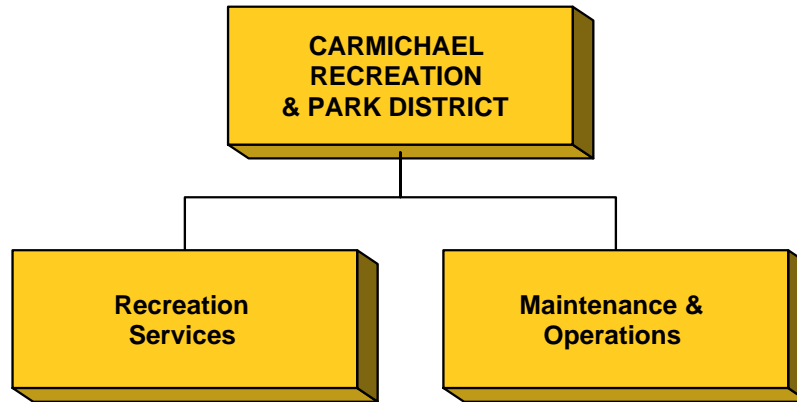 CARMICHAEL
RECREATION
& PARK DISTRICT
Recreation
Services
Maintenance &
Operations